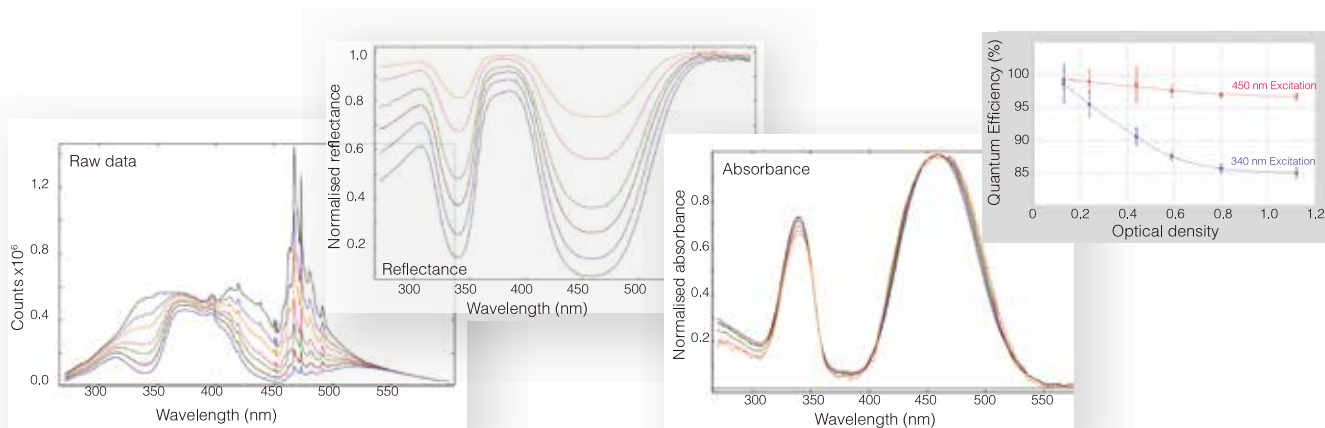 Raw data
Counts x10⁶
1.2
0.8
0.4
0.0
300 350 400 450 500 550
Wavelength (nm)
Normalised reflectance
1.0
0.8
0.6
0.4
0.2
Reflectance
300 350 400 450 500
Wavelength (nm)
Absorbance
Normalised absorbance
0.8
0.6
0.4
0.2
300 350 400 450 500 550
Wavelength (nm)
Quantum Efficiency (%)
100
95
90
85
450 nm Excitation
340 nm Excitation
0 0.2 0.4 0.6 0.8 1.0 1.2
Optical density